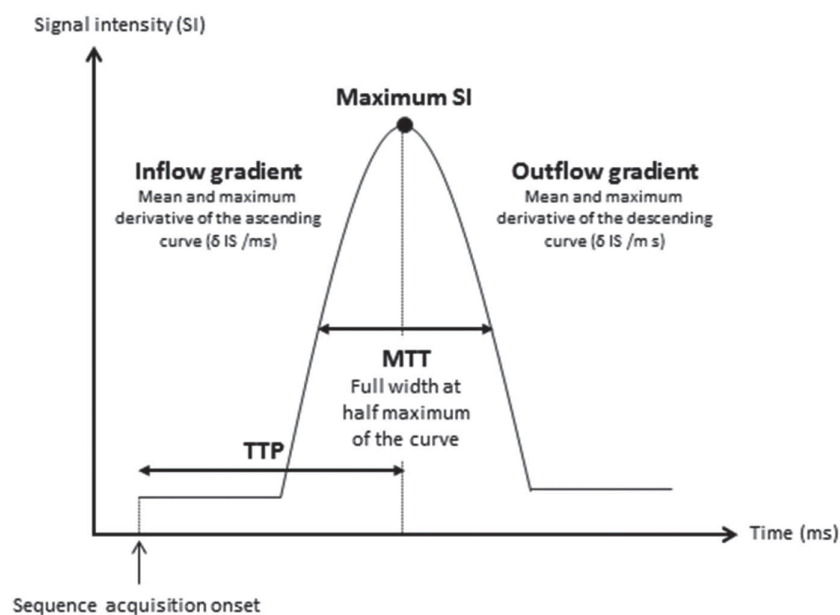 Signal intensity (SI)
Maximum SI
Inflow gradient
Mean and maximum
derivative of the ascending
curve (δ IS /ms)
Outflow gradient
Mean and maximum
derivative of the descending
curve (δ IS /m s)
MTT
Full width at
half maximum
of the curve
TTP
Time (ms)
Sequence acquisition onset